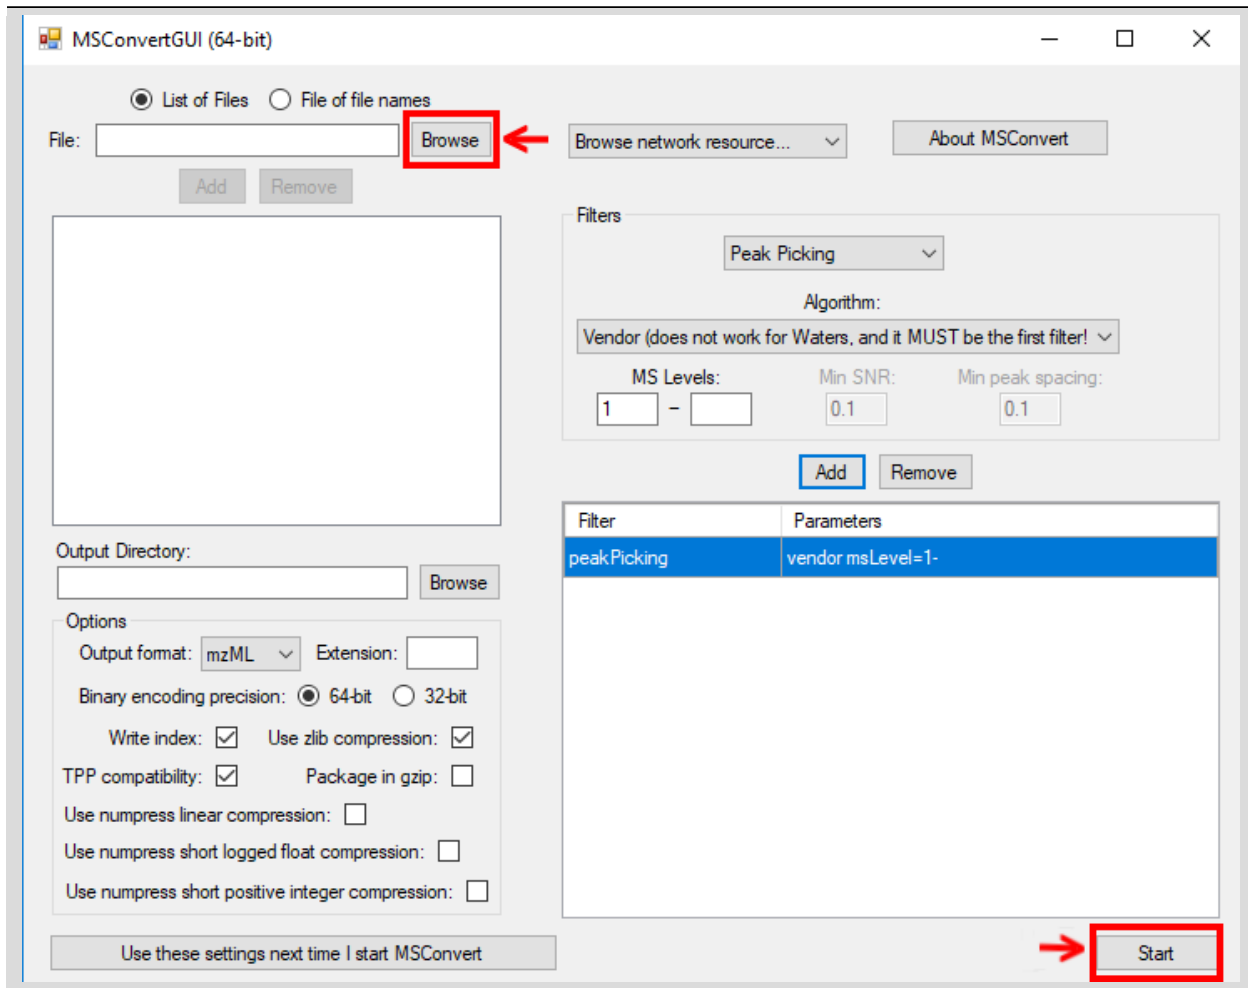 MSConvertGUI (64-bit)
List of Files File of file names
File: Browse Browse network resource... About MSConvert
Add Remove
Filters
Peak Picking
Algorithm:
Vendor (does not work for Waters, and it MUST be the first filter!
MS Levels: Min SNR: Min peak spacing:
1 - 0.1 0.1
Add Remove
Filter Parameters
peakPicking vendor msLevel=1-
Output Directory:
Browse
Options
Output format: mzML Extension:
Binary encoding precision: 64-bit 32-bit
Write index: Use zlib compression:
TPP compatibility: Package in gzip:
Use numpress linear compression:
Use numpress short logged float compression:
Use numpress short positive integer compression:
Use these settings next time I start MSConvert
Start